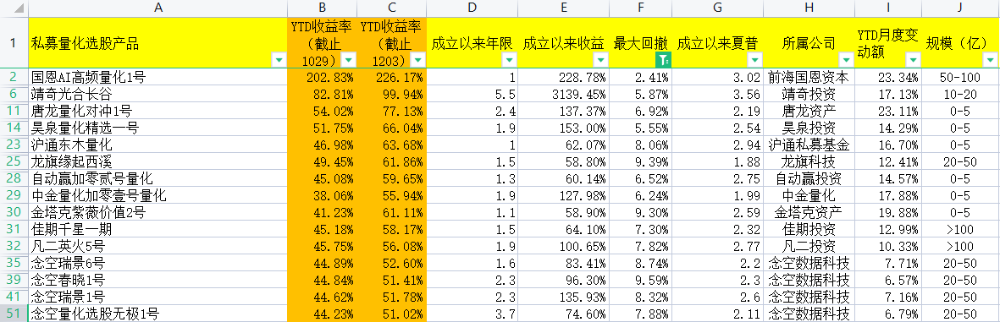 A B C D E F G H I J
1 私募量化选股产品 YTD收益率（截止1029） YTD收益率（截止1203） 成立以来年限 成立以来收益 最大回撤 成立以来夏普 所属公司 YTD月度变动额 规模（亿）
2 国恩AI高频量化1号 202.83% 226.17% 1 228.78% 2.41% 3.02 前海国恩资本 23.34% 50-100
6 靖奇光合长谷 82.81% 99.94% 5.5 3139.45% 5.87% 3.56 靖奇投资 17.13% 10-20
11 唐龙量化对冲1号 54.02% 77.13% 2.4 137.37% 6.92% 2.19 唐龙资产 23.11% 0-5
14 昊泉量化精选一号 51.75% 66.04% 1.9 153.00% 5.55% 2.54 昊泉投资 14.29% 0-5
23 沪通东木量化 46.98% 63.68% 1 62.07% 8.06% 2.94 沪通私募基金 16.70% 0-5
25 龙旗缘起西溪 49.45% 61.86% 1.5 58.80% 9.39% 1.88 龙旗科技 12.41% 20-50
28 自动赢加零贰号量化 45.08% 59.65% 1.3 60.14% 6.52% 2.75 自动赢投资 14.57% 0-5
29 中金量化加零壹号量化 38.06% 55.94% 1.9 127.98% 6.24% 1.99 中金量化 17.88% 0-5
30 金塔克紫薇价值2号 41.23% 61.11% 1.1 58.90% 9.30% 2.59 金塔克资产 19.88% 0-5
31 佳期千星一期 45.18% 58.17% 1.5 64.10% 7.30% 2.32 佳期投资 12.99% >100
32 凡二英火5号 45.75% 56.08% 1.9 100.65% 7.82% 2.77 凡二投资 10.33% >100
35 念空瑞景6号 44.89% 52.60% 1.6 83.41% 8.74% 2.2 念空数据科技 7.71% 20-50
39 念空春晓1号 44.84% 51.41% 2.3 96.30% 9.59% 2.3 念空数据科技 6.57% 20-50
41 念空瑞景1号 44.62% 51.78% 2.3 135.93% 8.32% 2.6 念空数据科技 7.16% 20-50
51 念空量化选股无极1号 44.23% 51.02% 3.7 74.60% 7.88% 2.11 念空数据科技 6.79% 20-50